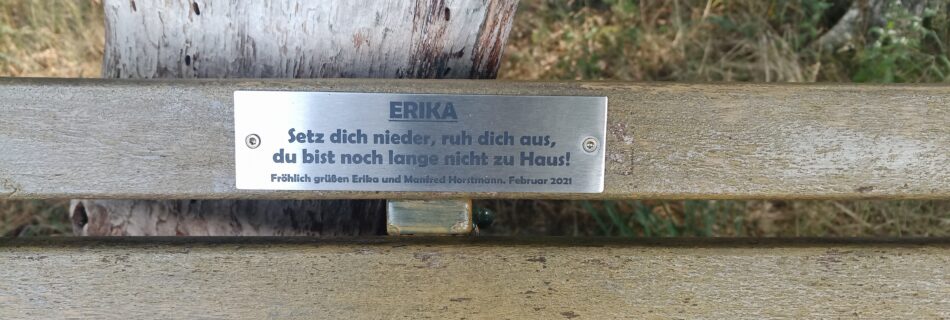 ERIKA
Setz dich nieder, ruh dich aus,
du bist noch lange nicht zu Haus!
Fröhlich grüßen Erika und Manfred Horstmann. Februar 2021